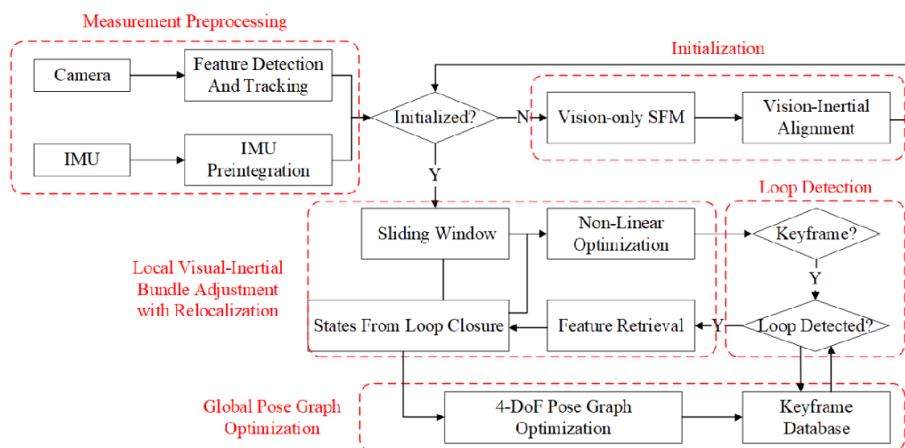 Measurement Preprocessing
Camera
Feature Detection
And Tracking
IMU
IMU
Preintegration
Initialized?
N
Y
Initialization
Vision-only SFM
Vision-Inertial
Alignment
Local Visual-Inertial
Bundle Adjustment
with Relocalization
Sliding Window
Non-Linear
Optimization
States From Loop Closure
Feature Retrieval
Loop Detection
Keyframe?
Y
Loop Detected?
Y
Global Pose Graph
Optimization
4-DoF Pose Graph
Optimization
Keyframe
Database